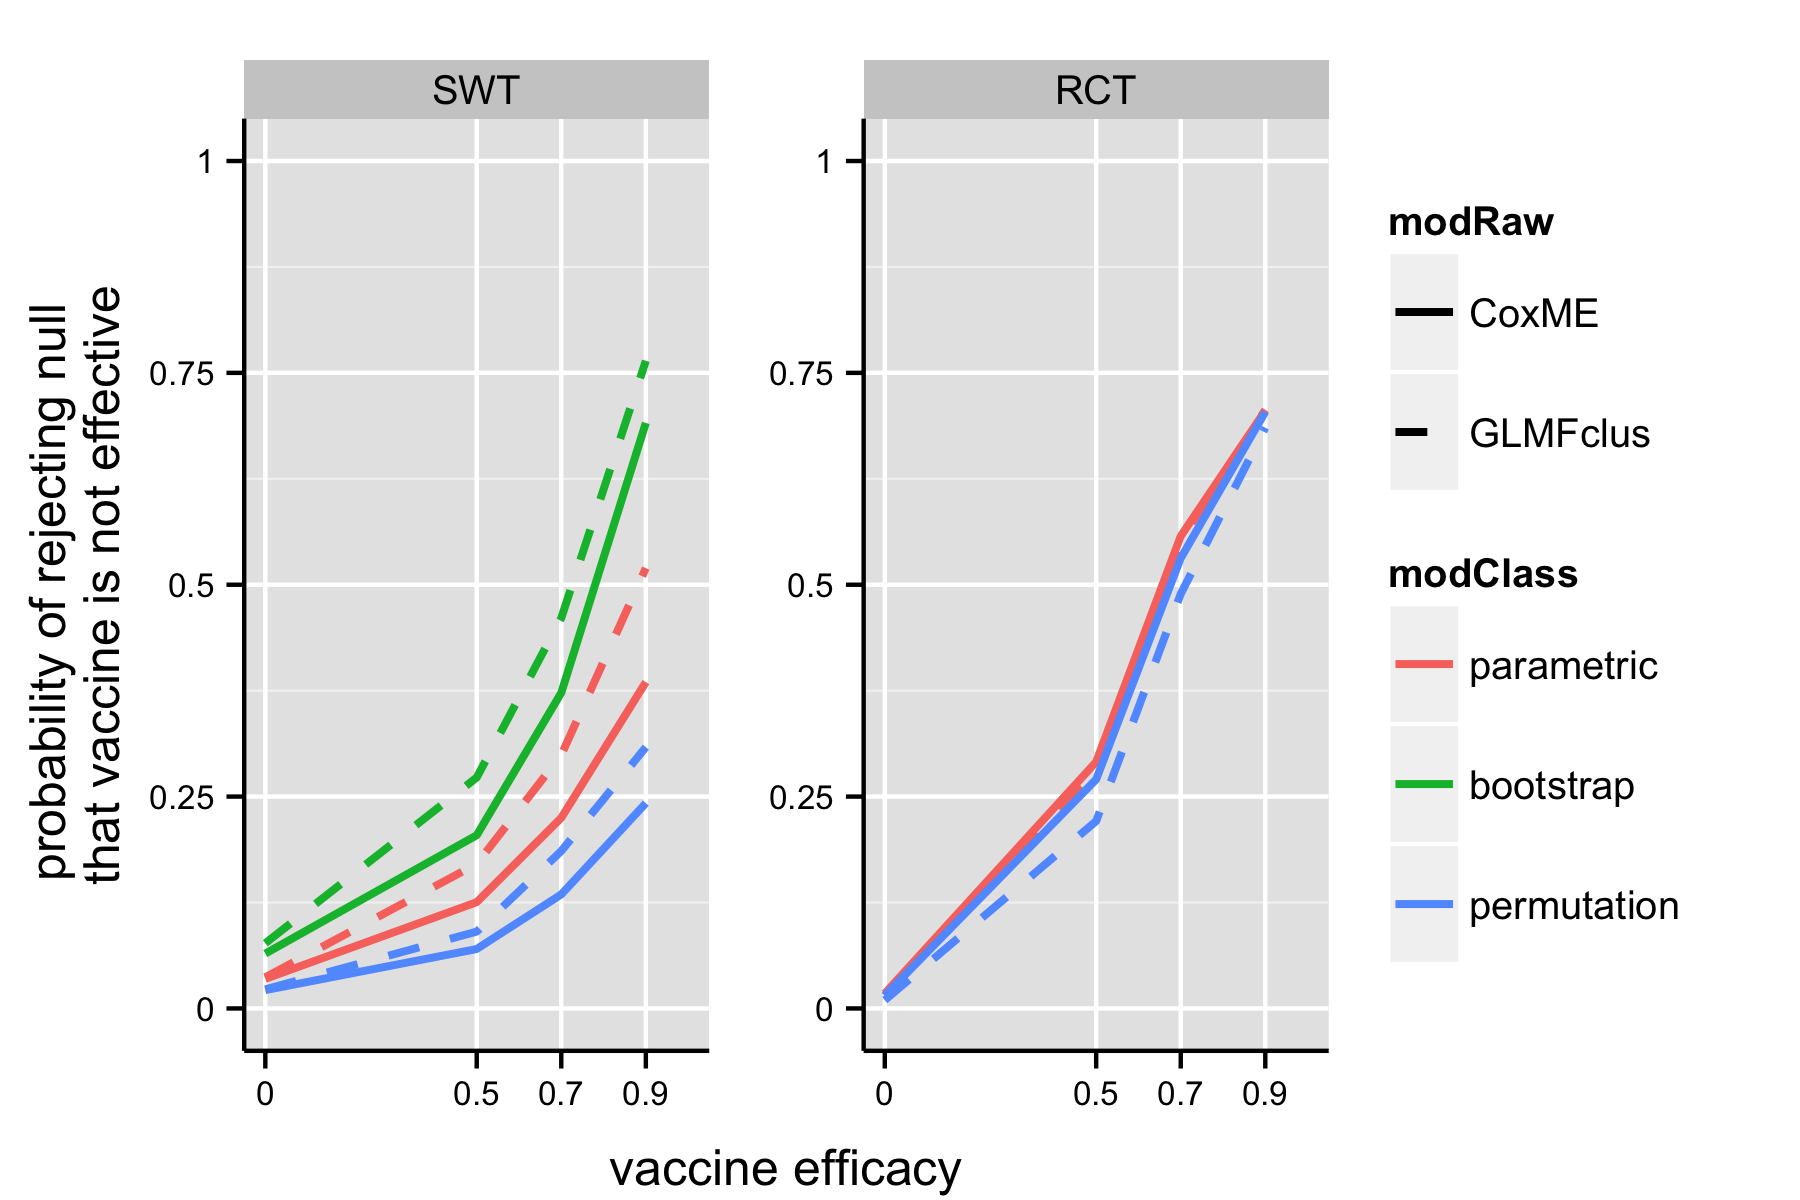 SWT
RCT
probability of rejecting null
that vaccine is not effective
1
0.75
0.5
0.25
0
1
0.75
0.5
0.25
0
0
0.5
0.7
0.9
0
0.5
0.7
0.9
vaccine efficacy
modRaw
CoxME
GLMFclus
modClass
parametric
bootstrap
permutation